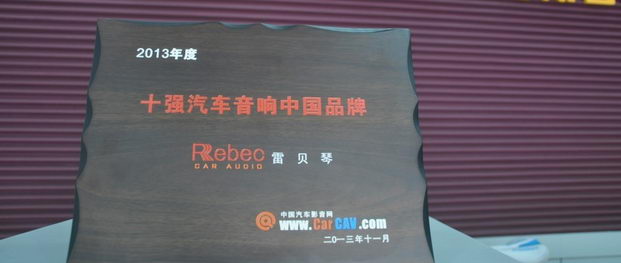 2013年度
十强汽车音响中国品牌
Rebec 雷贝琴
CAR AUDIO
中国汽车影音网
www.CarCAV.com
二0一三年十一月